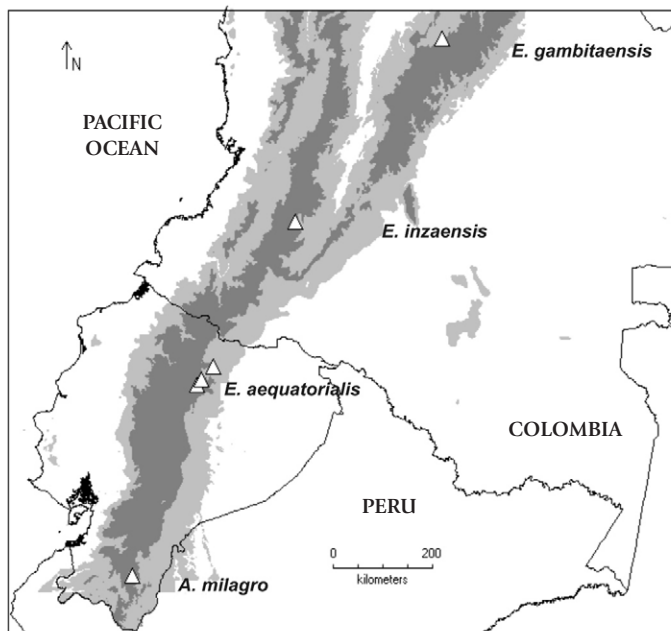 E. gambitaensis
N
PACIFIC
OCEAN
E. inzaensis
E. aequatorialis
COLOMBIA
PERU
0 200
kilometers
A. milagro